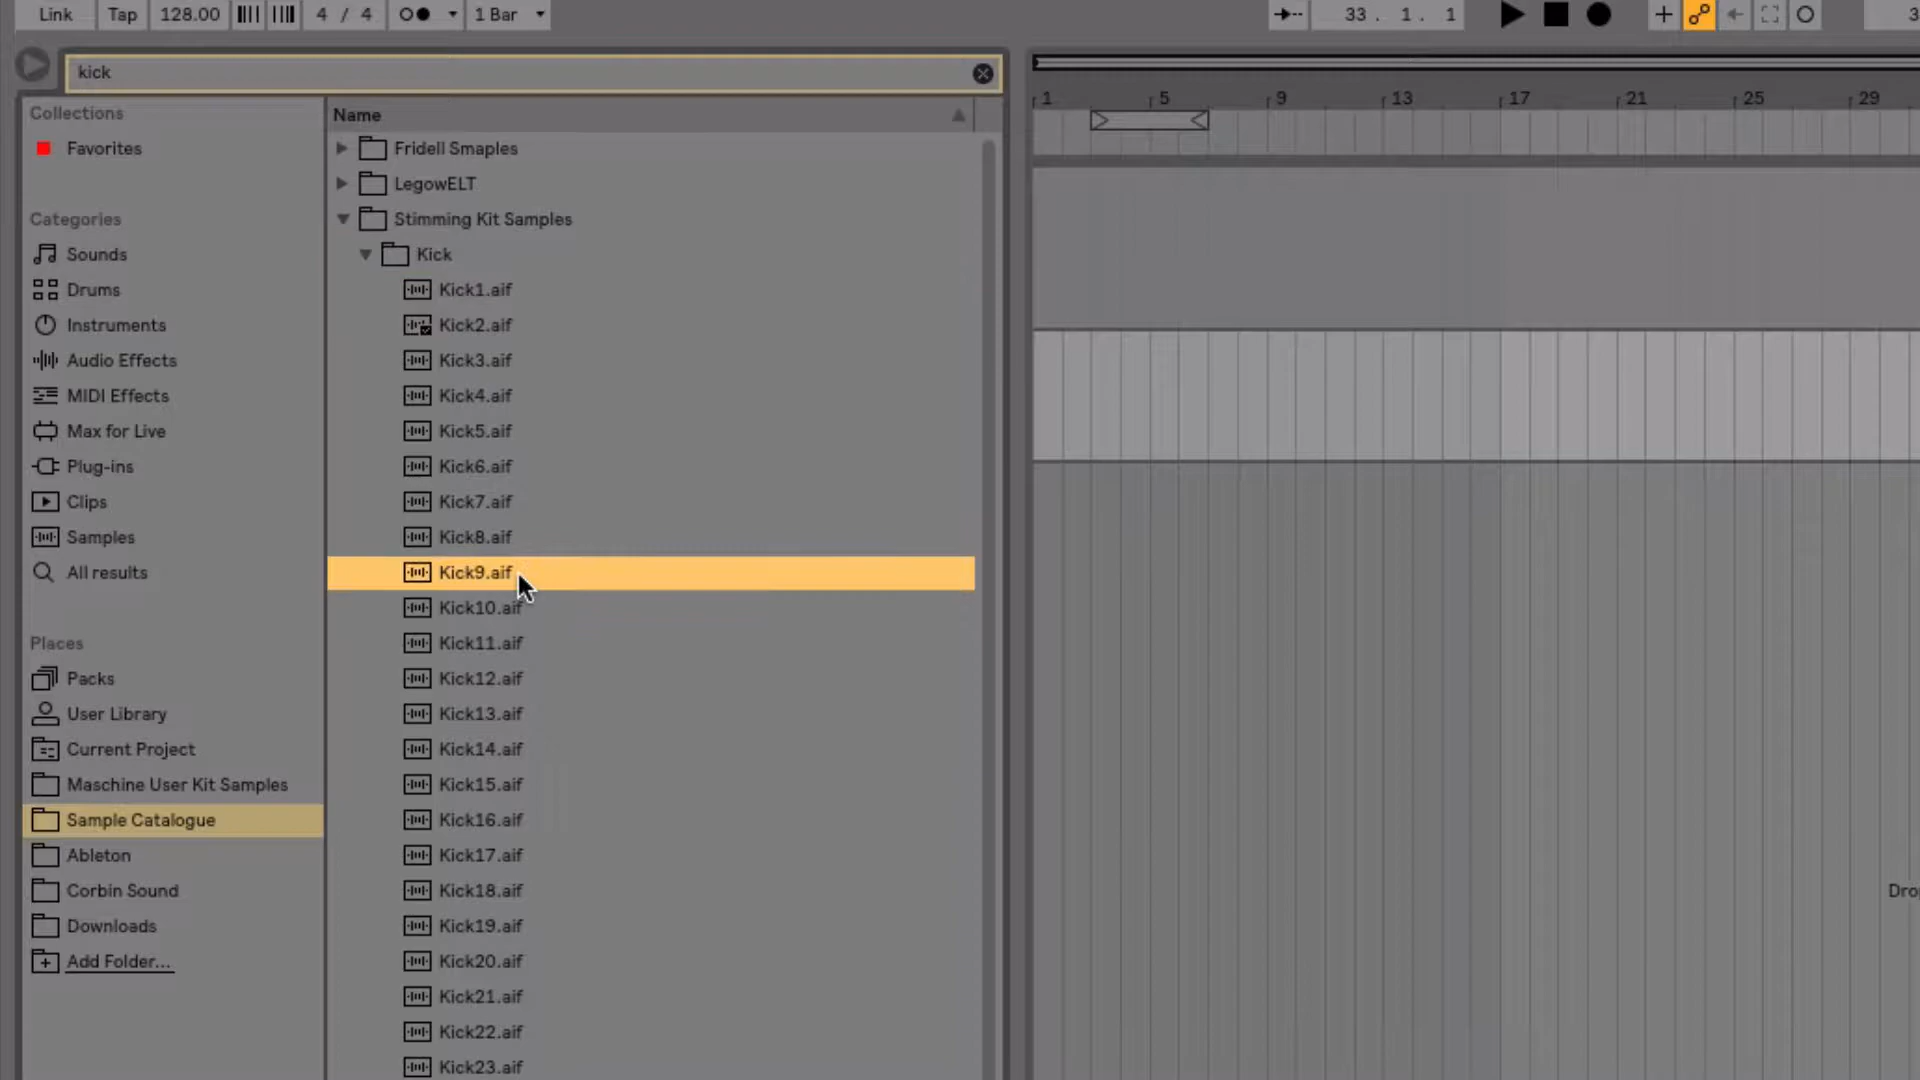 Link Tap 128.00 4 / 4 1 Bar 33 . 1 . 1 3
kick
Collections
Favorites
Categories
Sounds
Drums
Instruments
Audio Effects
MIDI Effects
Max for Live
Plug-ins
Clips
Samples
All results
Places
Packs
User Library
Current Project
Maschine User Kit Samples
Sample Catalogue
Ableton
Corbin Sound
Downloads
Add Folder...
Name
Fridell Smaples
LegowELT
Stimming Kit Samples
Kick
Kick1.aif
Kick2.aif
Kick3.aif
Kick4.aif
Kick5.aif
Kick6.aif
Kick7.aif
Kick8.aif
Kick9.aif
Kick10.aif
Kick11.aif
Kick12.aif
Kick13.aif
Kick14.aif
Kick15.aif
Kick16.aif
Kick17.aif
Kick18.aif
Kick19.aif
Kick20.aif
Kick21.aif
Kick22.aif
Kick23.aif
1 5 9 13 17 21 25 29
Dro